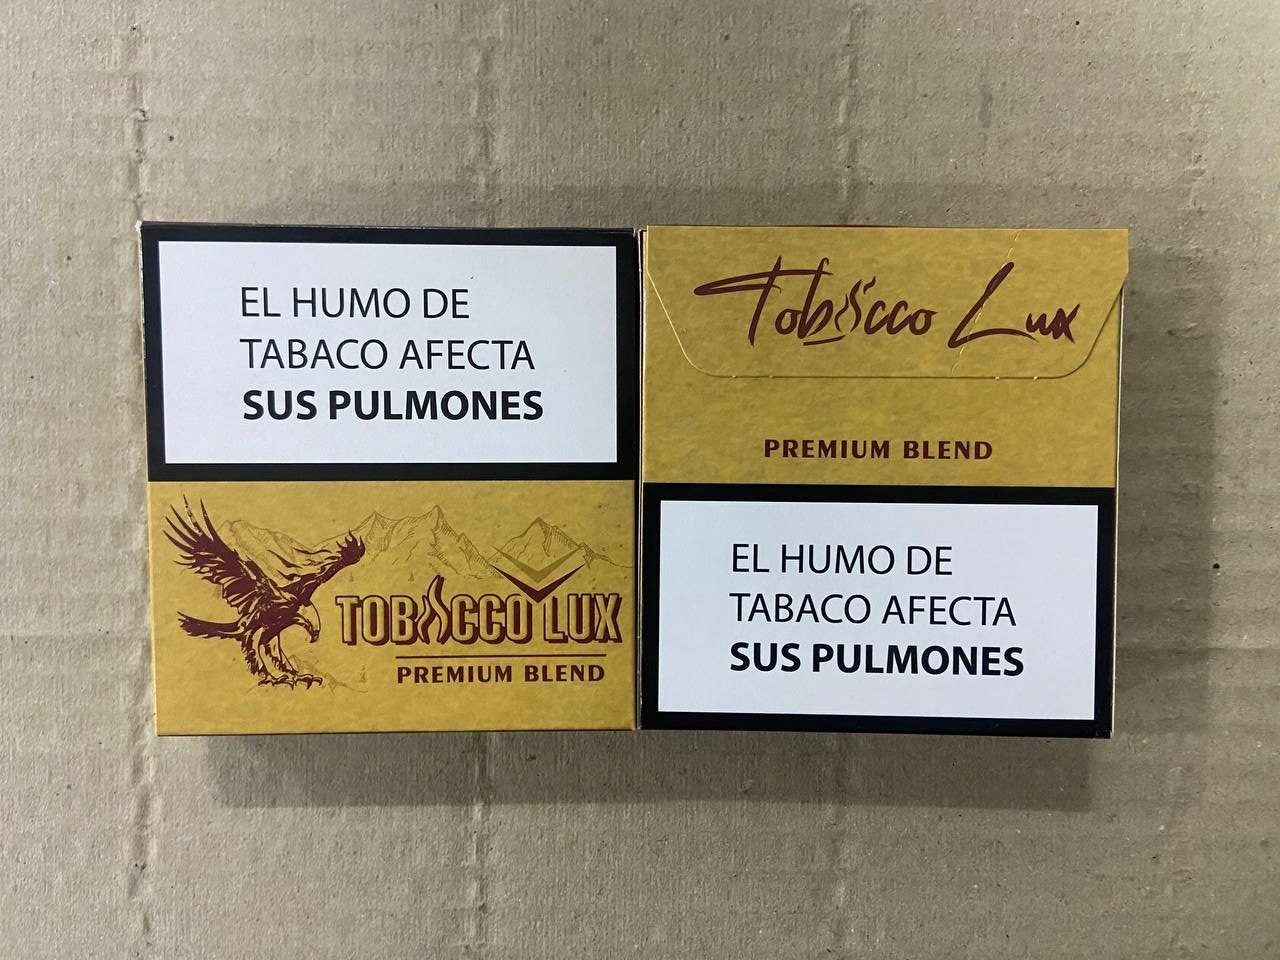 EL HUMO DE
TABACO AFECTA
SUS PULMONES
TOBACCO LUX
PREMIUM BLEND
Tobacco Lux
PREMIUM BLEND
EL HUMO DE
TABACO AFECTA
SUS PULMONES